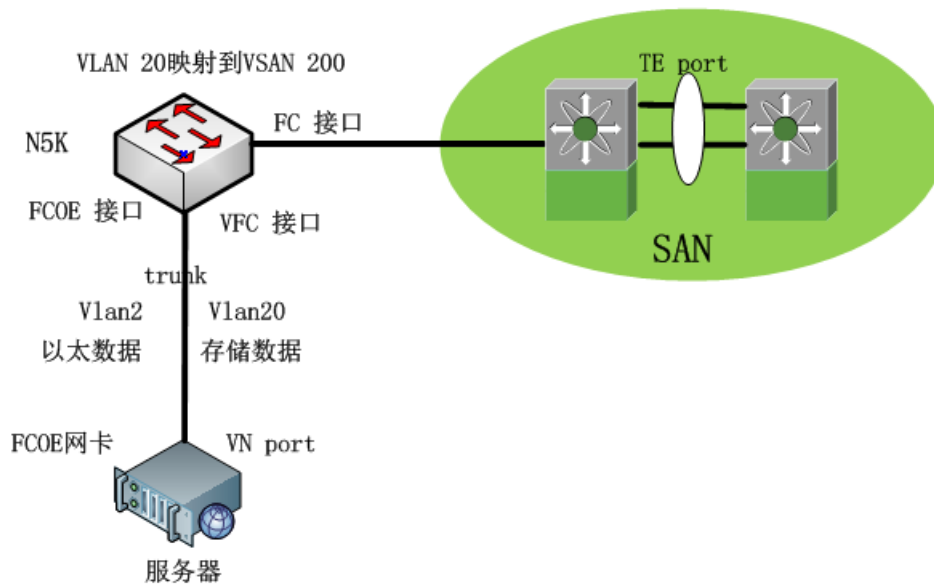 VLAN 20映射到VSAN 200
TE port
N5K
FC 接口
FCOE 接口
VFC 接口
SAN
trunk
Vlan2
Vlan20
以太数据
存储数据
FCOE网卡
VN port
服务器